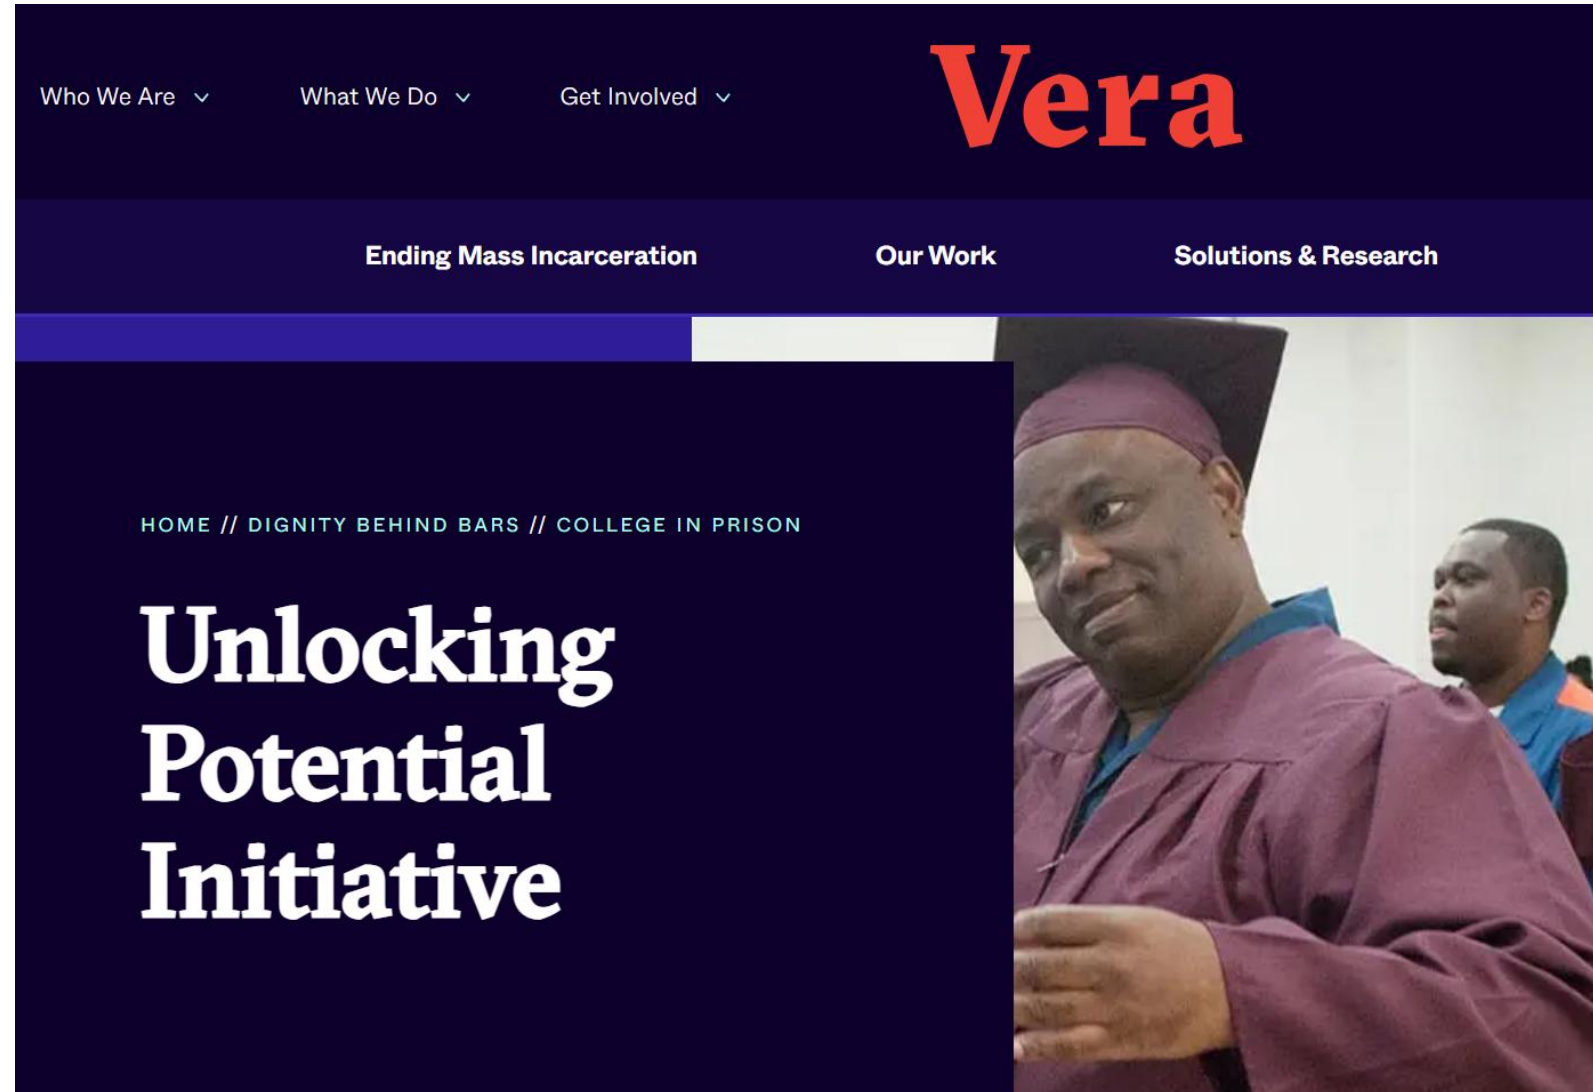 Who We Are
What We Do
Get Involved
Vera
Ending Mass Incarceration
Our Work
Solutions & Research
HOME // DIGNITY BEHIND BARS // COLLEGE IN PRISON
Unlocking
Potential
Initiative